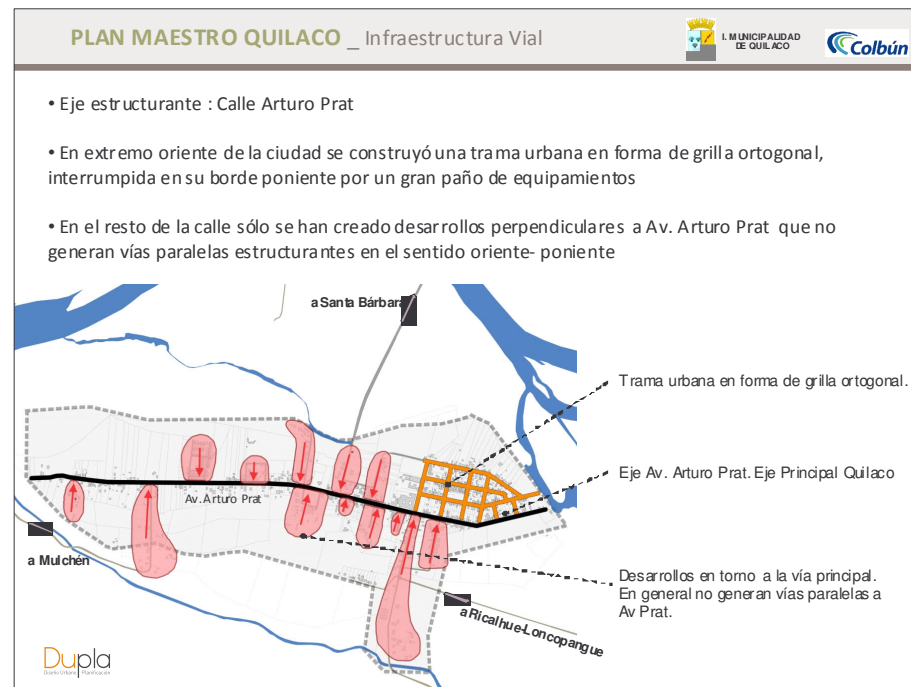 PLAN MAESTRO QUILACO _ Infraestructura Vial
I. MUNICIPALIDAD
DE QUILACO
Colbún
• Eje estructurante : Calle Arturo Prat
• En extremo oriente de la ciudad se construyó una trama urbana en forma de grilla ortogonal,
interrumpida en su borde poniente por un gran paño de equipamientos
• En el resto de la calle sólo se han creado desarrollos perpendiculares a Av. Arturo Prat que no
generan vías paralelas estructurantes en el sentido oriente- poniente
a Santa Bárbara
Trama urbana en forma de grilla ortogonal.
Eje Av. Arturo Prat. Eje Principal Quilaco
Av. Arturo Prat
a Mulchén
Desarrollos en torno a la vía principal.
En general no generan vías paralelas a
Av Prat.
a Ricalhue-Loncopangue
Dupla
Diseño Urbano y Planificación